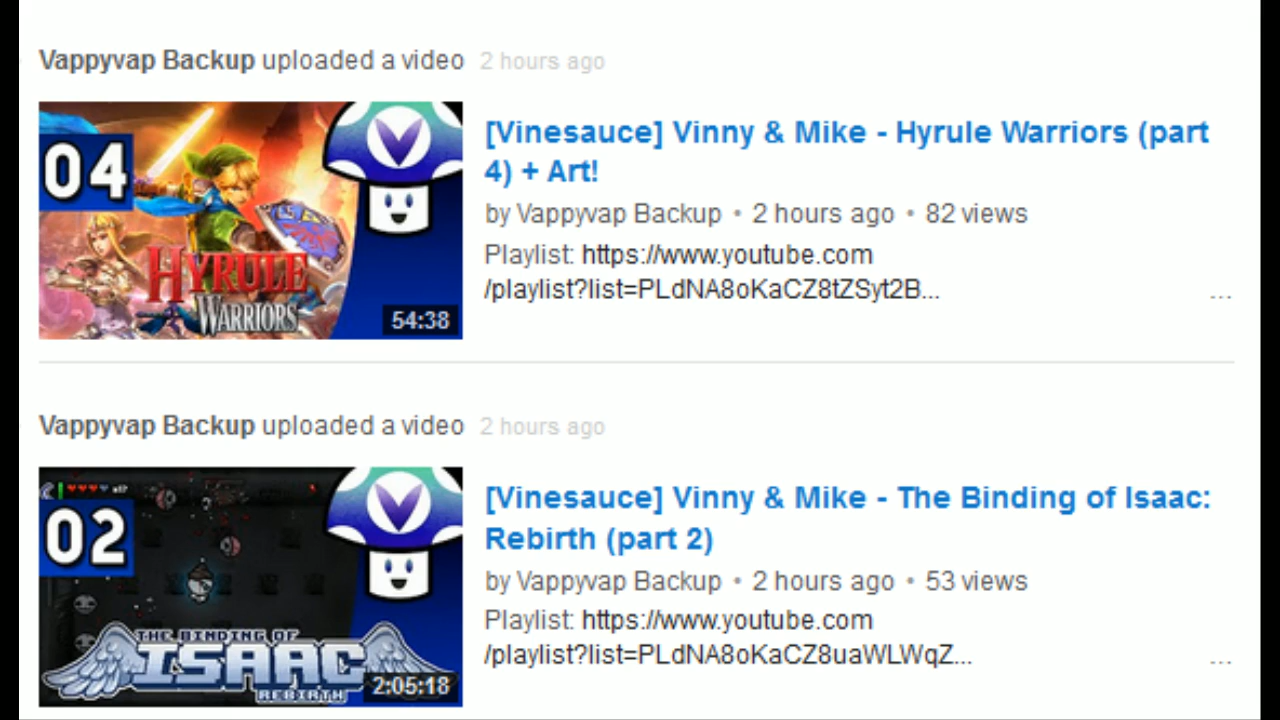 Vappyvap Backup uploaded a video 2 hours ago
04
HYRULE
WARRIORS
54:38
[Vinesauce] Vinny & Mike - Hyrule Warriors (part
4) + Art!
by Vappyvap Backup • 2 hours ago • 82 views
Playlist: https://www.youtube.com
/playlist?list=PLdNA8oKaCZ8tZSyt2B...
...
Vappyvap Backup uploaded a video 2 hours ago
02
THE BINDING OF
ISAAC
REBIRTH
2:05:18
[Vinesauce] Vinny & Mike - The Binding of Isaac:
Rebirth (part 2)
by Vappyvap Backup • 2 hours ago • 53 views
Playlist: https://www.youtube.com
/playlist?list=PLdNA8oKaCZ8uaWLWqZ...
...